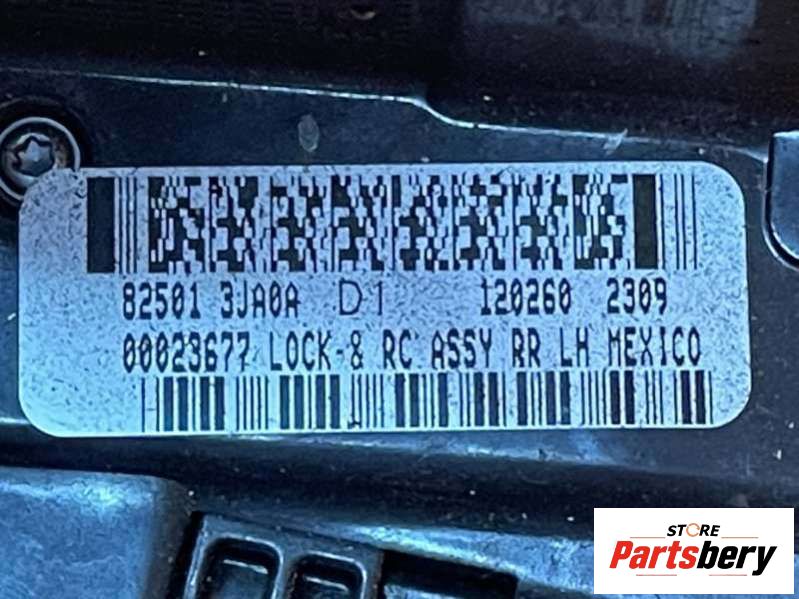 82501 3JA0A D1 120260 2309
00023677 LOCK-& RC ASSY RR LH MEXICO
STORE
Partsbery